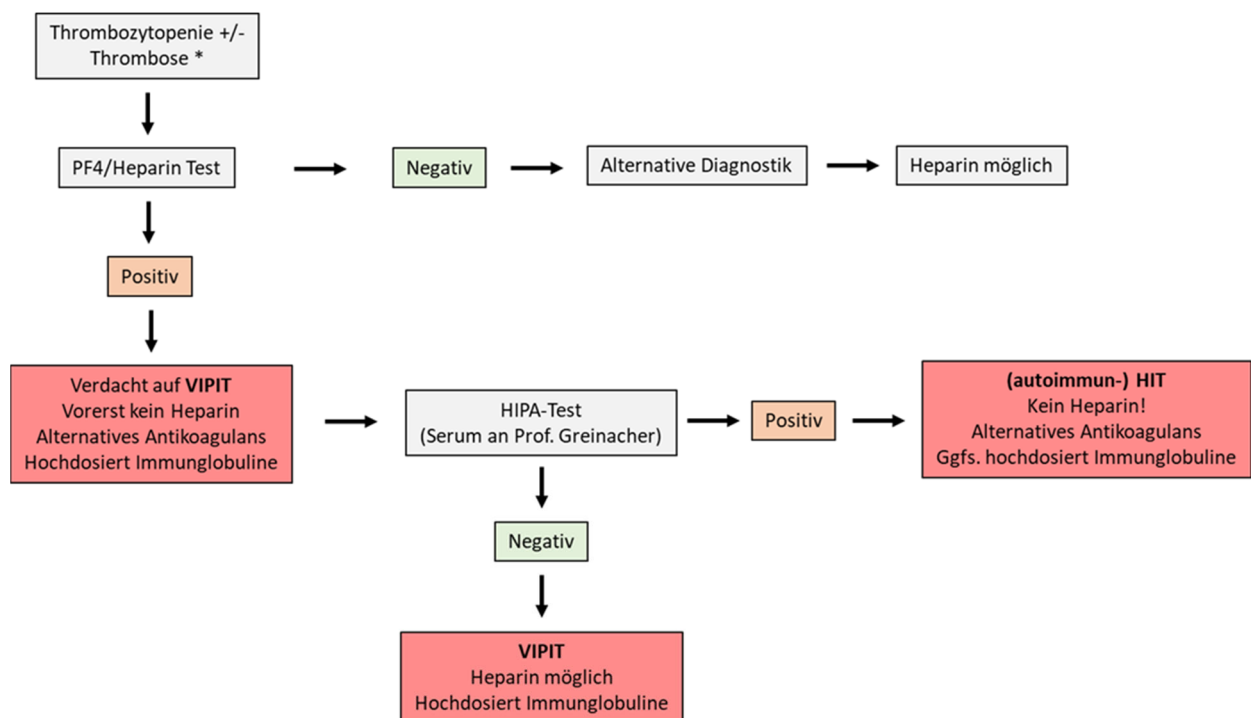 Thrombozytopenie +/-
Thrombose *
PF4/Heparin Test
Negativ
Alternative Diagnostik
Heparin möglich
Positiv
Verdacht auf VIPIT
Vorerst kein Heparin
Alternatives Antikoagulans
Hochdosiert Immunglobuline
HIPA-Test
(Serum an Prof. Greinacher)
Positiv
(autoimmun-) HIT
Kein Heparin!
Alternatives Antikoagulans
Ggfs. hochdosiert Immunglobuline
Negativ
VIPIT
Heparin möglich
Hochdosiert Immunglobuline